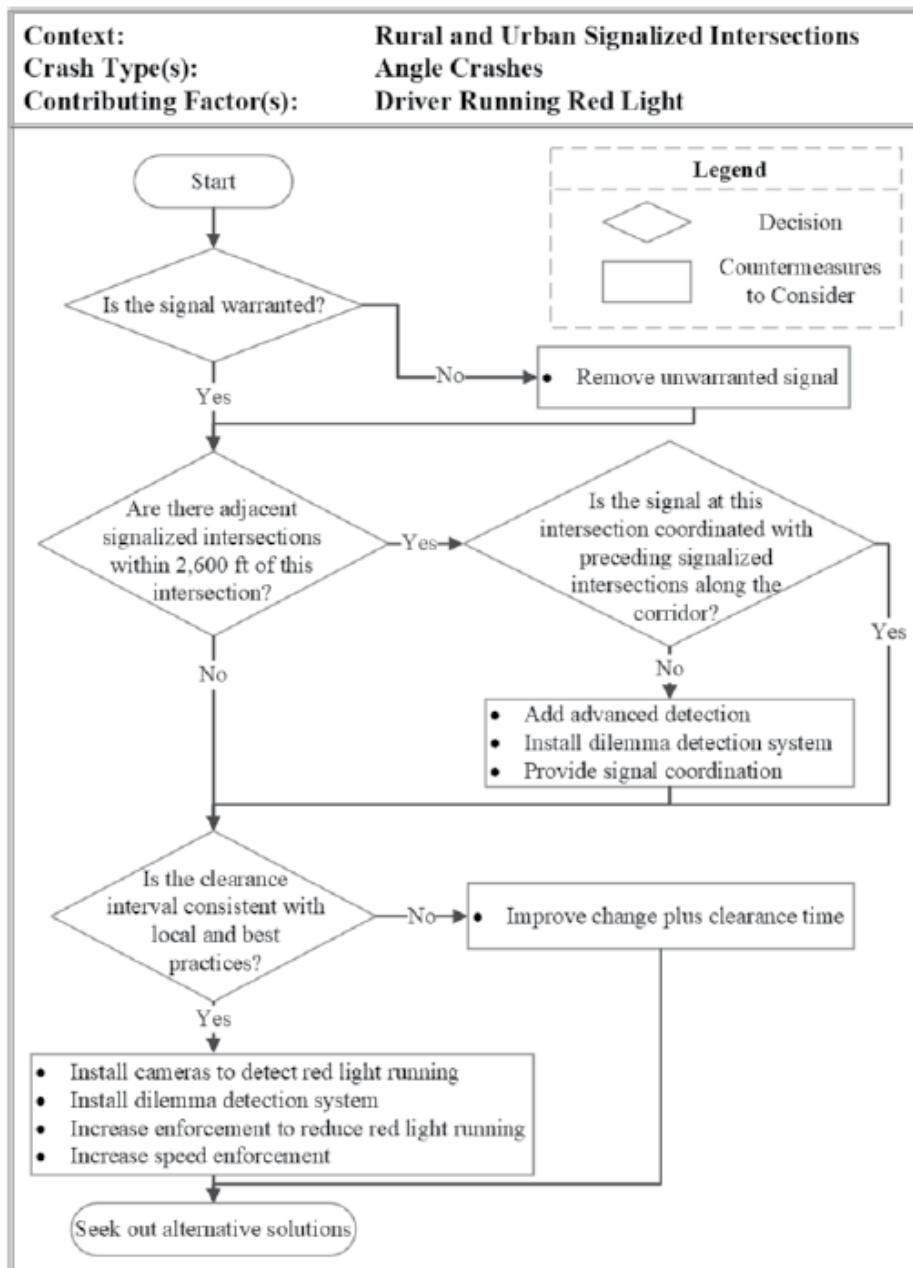 Context: Rural and Urban Signalized Intersections
Crash Type(s): Angle Crashes
Contributing Factor(s): Driver Running Red Light
Start
Legend
Decision
Countermeasures
to Consider
Is the signal warranted?
No
• Remove unwarranted signal
Yes
Are there adjacent
signalized intersections
within 2,600 ft of this
intersection?
Yes
Is the signal at this
intersection coordinated with
preceding signalized
intersections along the
corridor?
Yes
No
No
• Add advanced detection
• Install dilemma detection system
• Provide signal coordination
Is the clearance
interval consistent with
local and best
practices?
No
• Improve change plus clearance time
Yes
• Install cameras to detect red light running
• Install dilemma detection system
• Increase enforcement to reduce red light running
• Increase speed enforcement
Seek out alternative solutions